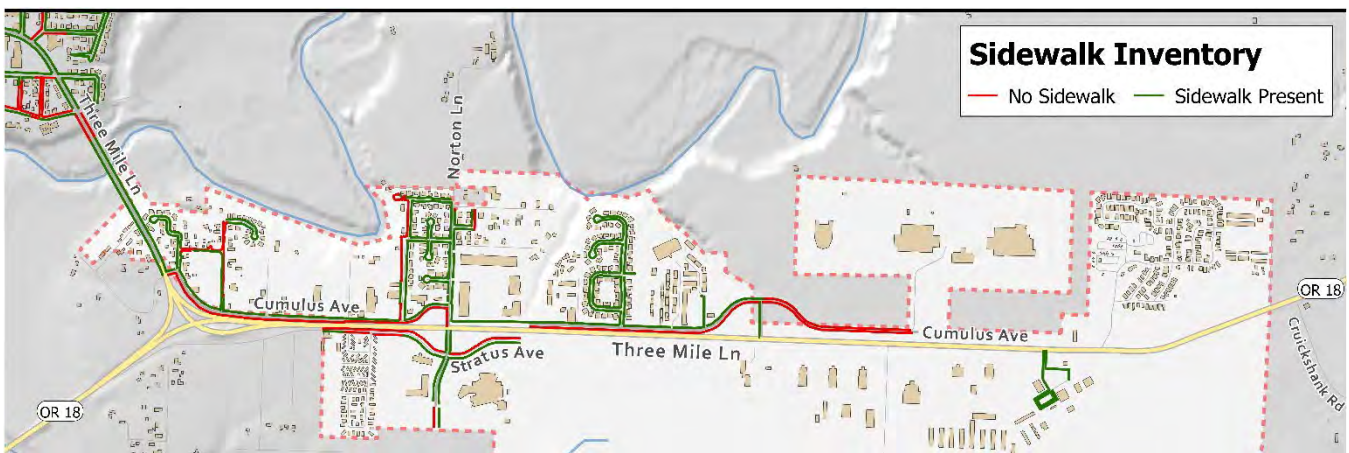 Sidewalk Inventory
No Sidewalk
Sidewalk Present
Three Mile Ln
Norton Ln
Cumulus Ave
Stratus Ave
Three Mile Ln
Cumulus Ave
OR 18
Cruickshank Rd
OR 18